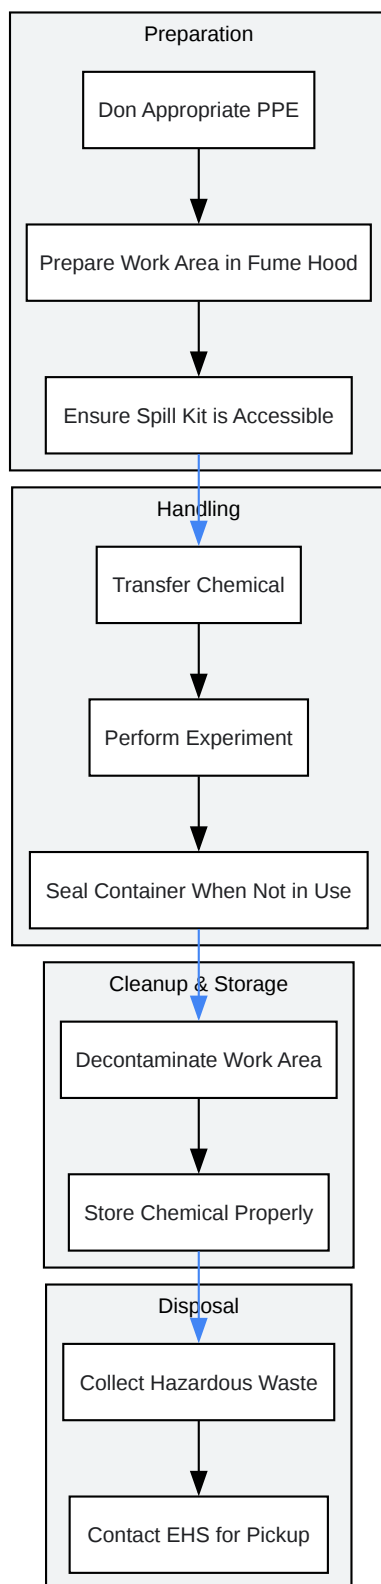 Preparation
Don Appropriate PPE
Prepare Work Area in Fume Hood
Ensure Spill Kit is Accessible
Handling
Transfer Chemical
Perform Experiment
Seal Container When Not in Use
Cleanup & Storage
Decontaminate Work Area
Store Chemical Properly
Disposal
Collect Hazardous Waste
Contact EHS for Pickup